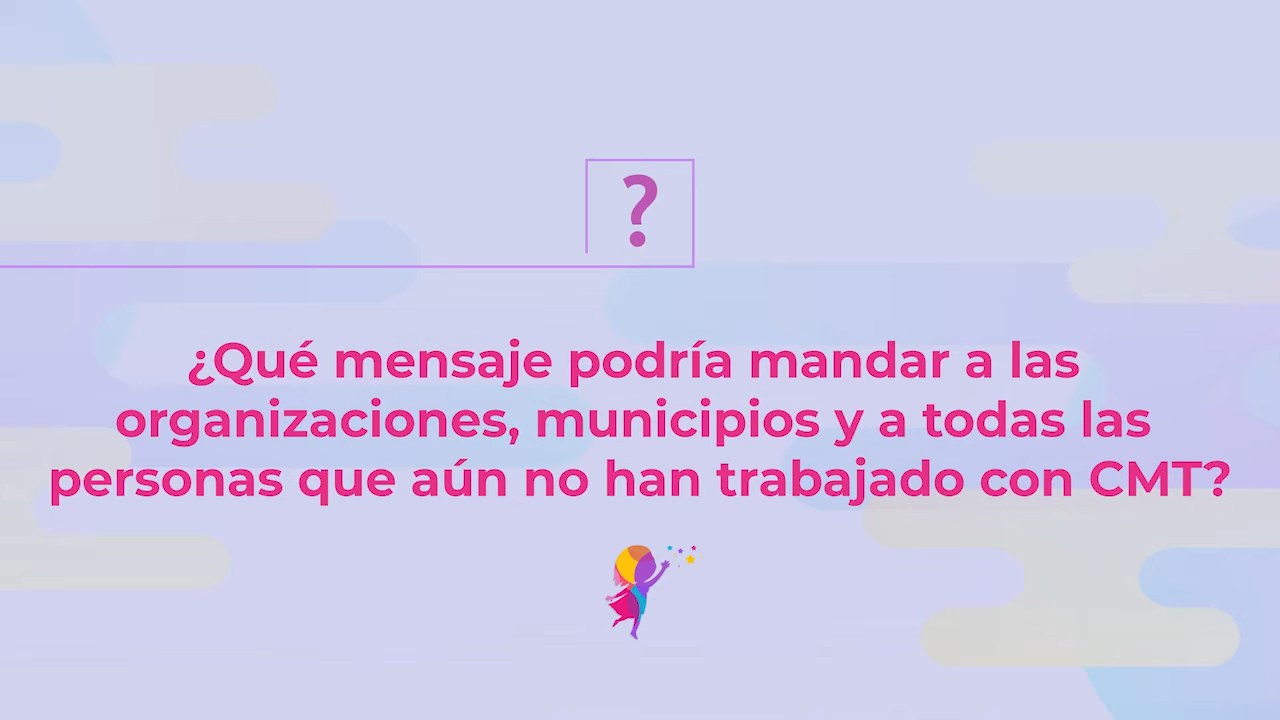 ?
¿Qué mensaje podría mandar a las
organizaciones, municipios y a todas las
personas que aún no han trabajado con CMT?